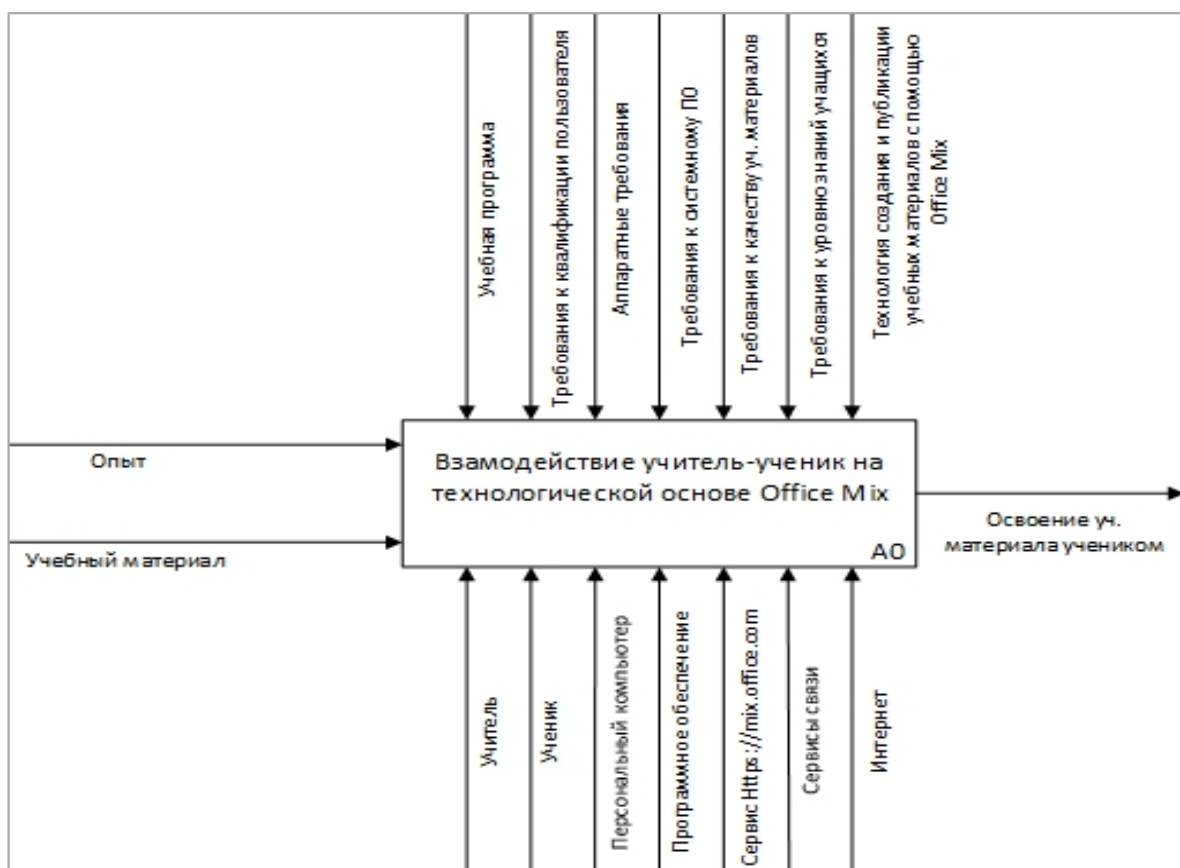 Учебная программа
Требования к квалификации пользователя
Аппаратные требования
Требования к системному ПО
Требования к качеству уч. материалов
Требования к уровню знаний учащихся
Технология создания и публикации
учебных материалов с помощью
Office Mix
Опыт
Учебный материал
Взамодействие учитель-ученик на
технологической основе Office Mix
A0
Освоение уч.
материала учеником
Учитель
Ученик
Персональный компьютер
Программное обеспечение
Сервис Https://mix.office.com
Сервисы связи
Интернет